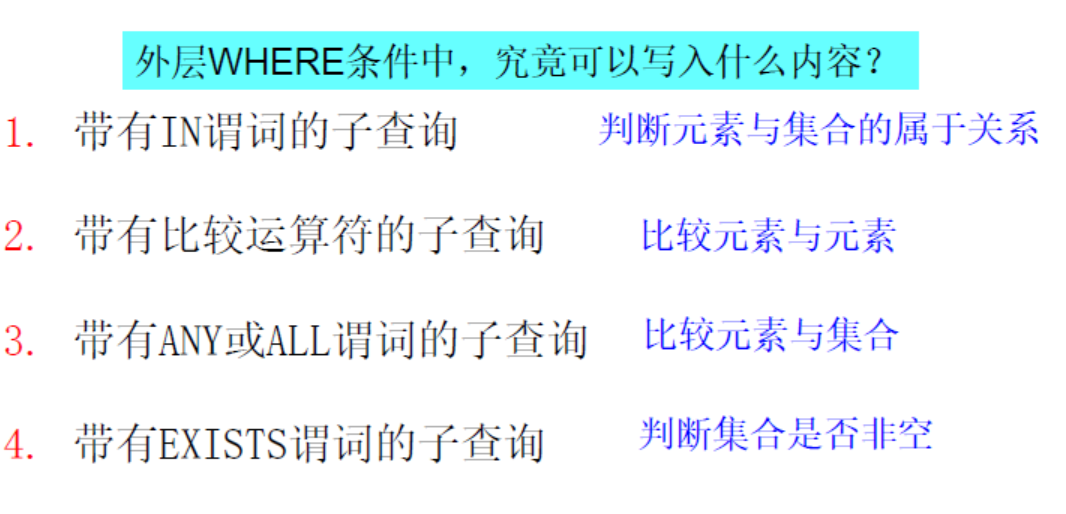 外层WHERE条件中，究竟可以写入什么内容？
1. 带有IN谓词的子查询 判断元素与集合的属于关系
2. 带有比较运算符的子查询 比较元素与元素
3. 带有ANY或ALL谓词的子查询 比较元素与集合
4. 带有EXISTS谓词的子查询 判断集合是否非空